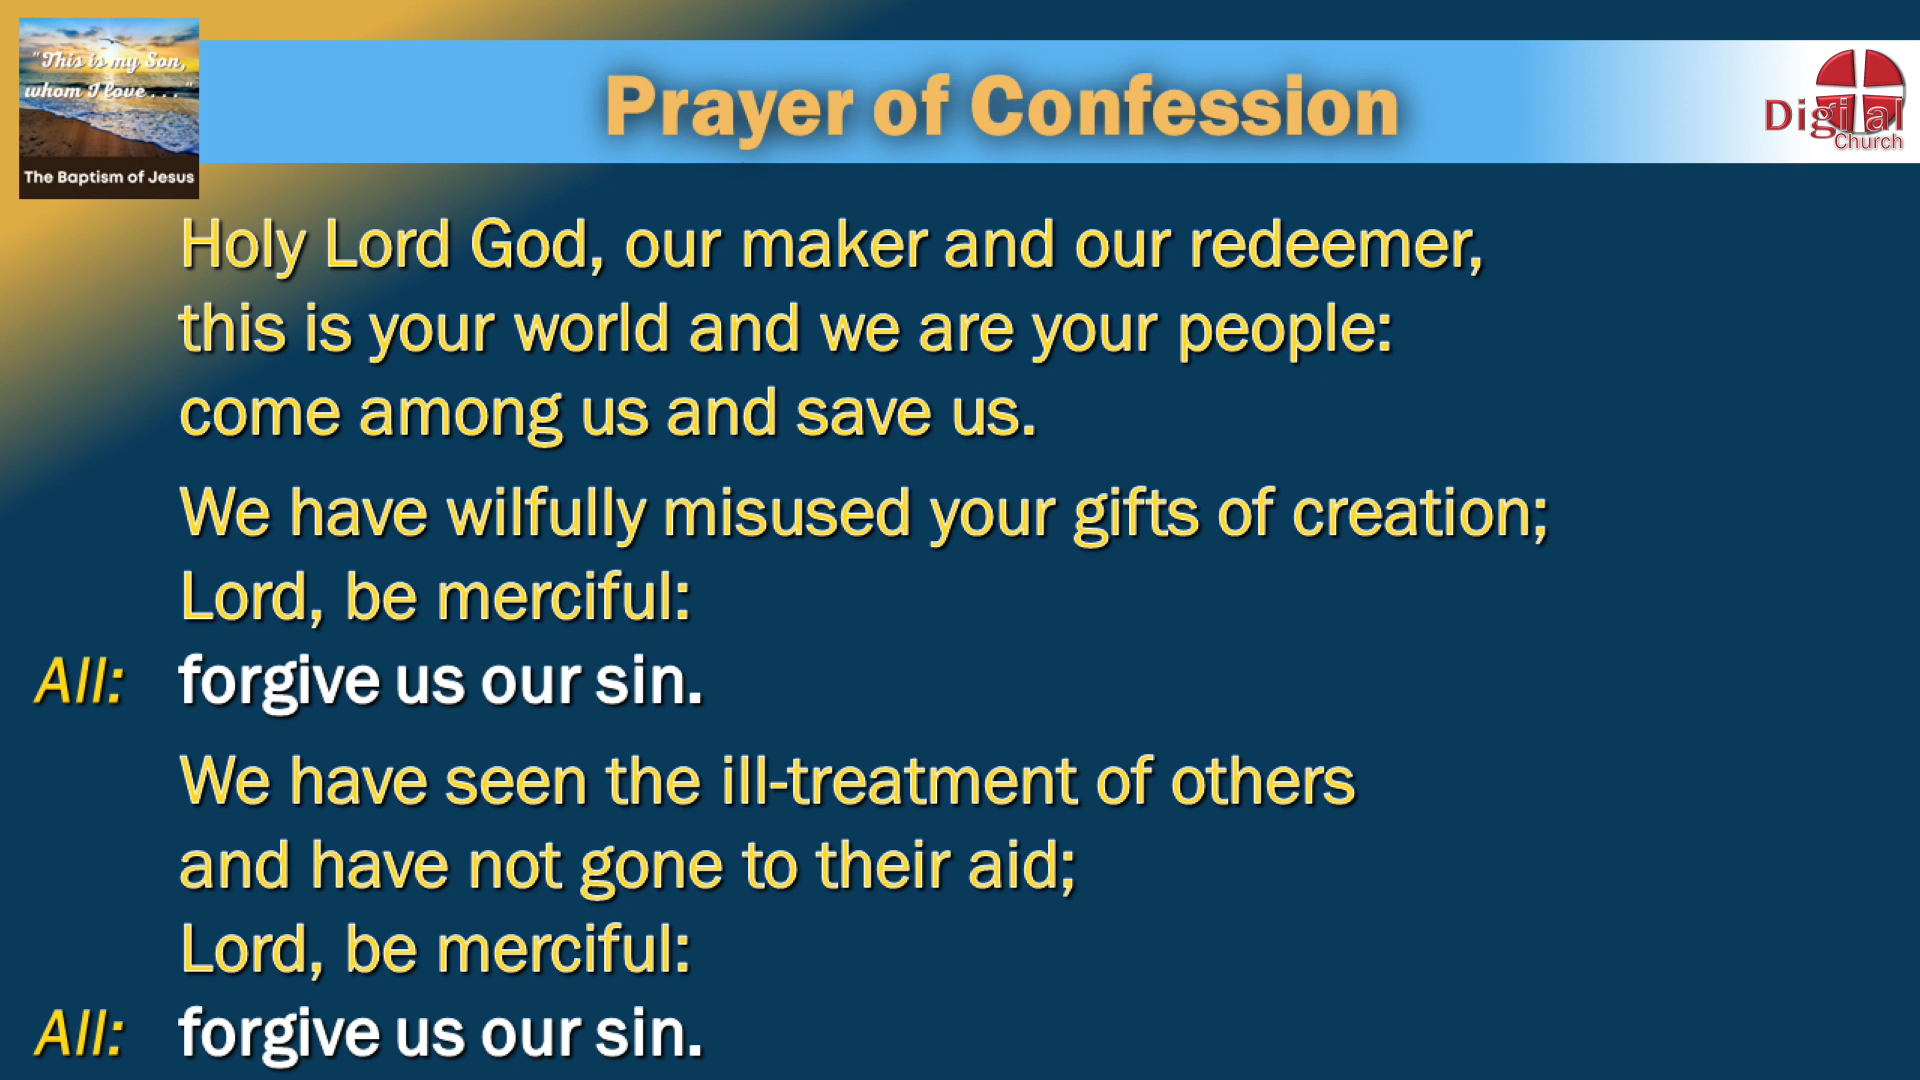 "This is my Son,
whom I love . . ."
The Baptism of Jesus
Prayer of Confession
Digital
Church
Holy Lord God, our maker and our redeemer,
this is your world and we are your people:
come among us and save us.
We have wilfully misused your gifts of creation;
Lord, be merciful:
All: forgive us our sin.
We have seen the ill-treatment of others
and have not gone to their aid;
Lord, be merciful:
All: forgive us our sin.